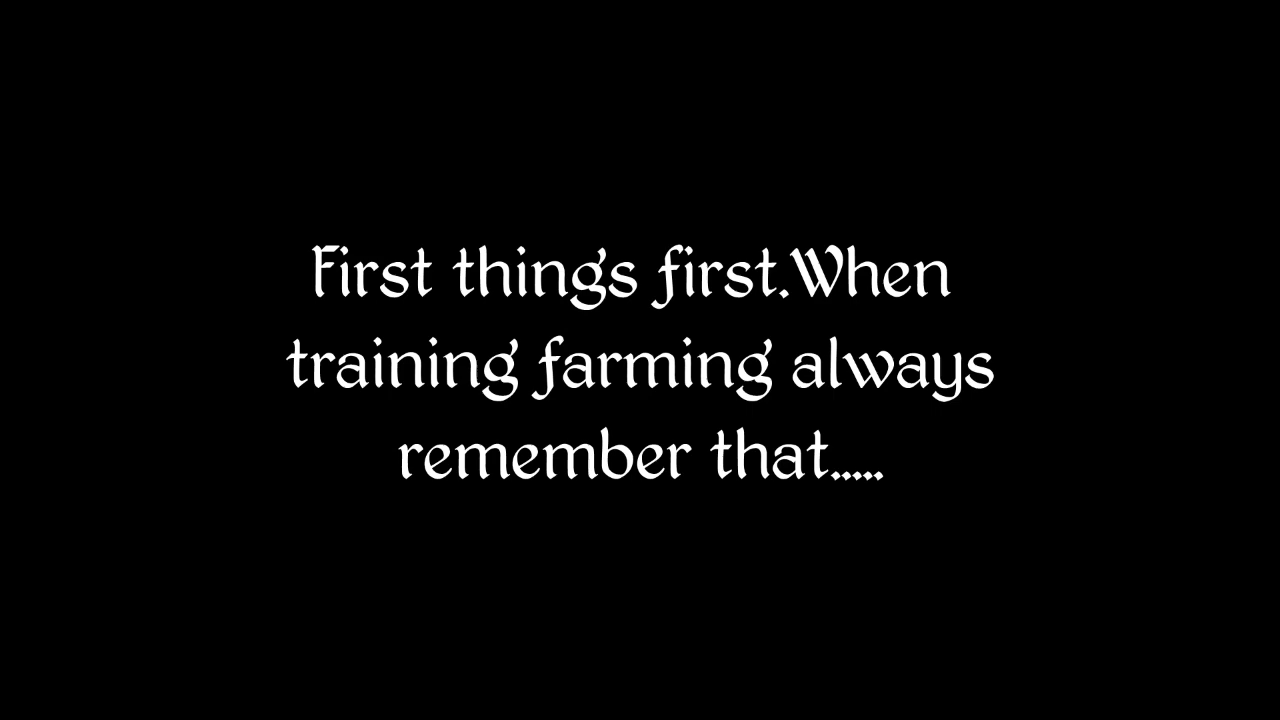 First things first.When
training farming always
remember that.....